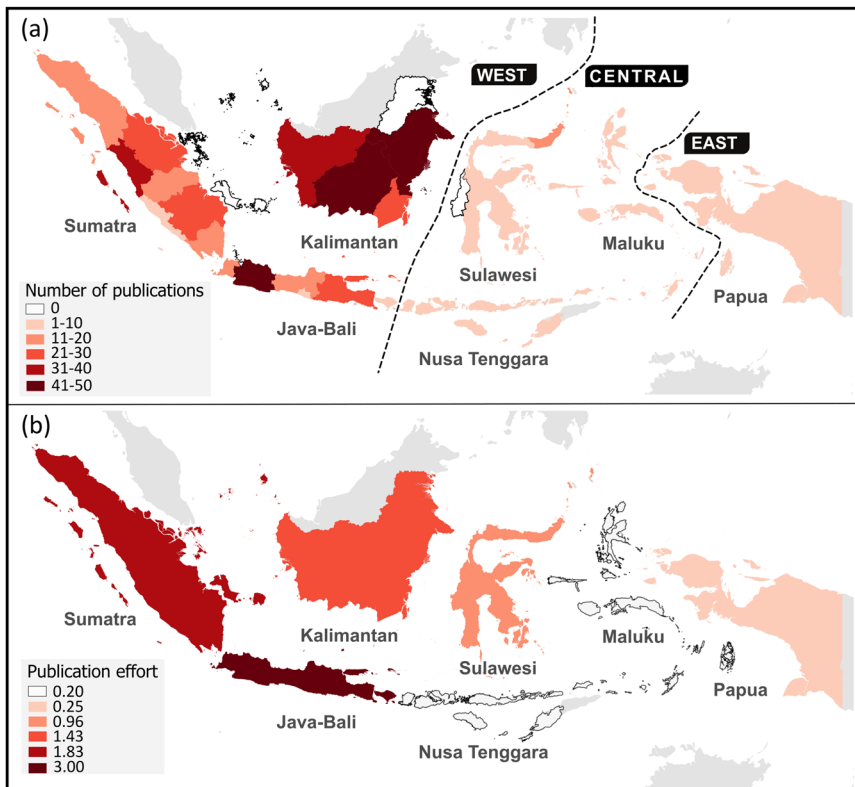 (a)
WEST
CENTRAL
EAST
Sumatra
Kalimantan
Sulawesi
Maluku
Papua
Java-Bali
Nusa Tenggara
Number of publications
0
1-10
11-20
21-30
31-40
41-50
(b)
Sumatra
Kalimantan
Sulawesi
Maluku
Papua
Java-Bali
Nusa Tenggara
Publication effort
0.20
0.25
0.96
1.43
1.83
3.00